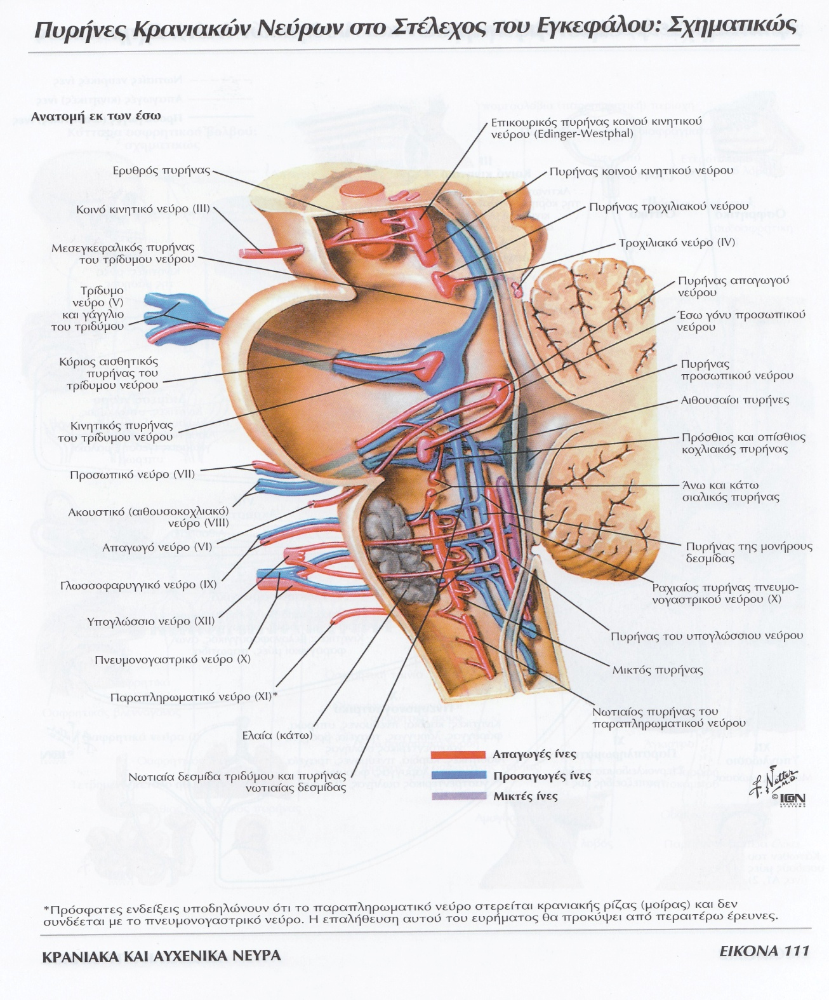 Πυρήνες Κρανιακών Νεύρων στο Στέλεχος του Εγκεφάλου: Σχηματικώς
Ανατομή εκ των έσω
Επικουρικός πυρήνας κοινού κινητικού
νεύρου (Edinger-Westphal)
Ερυθρός πυρήνας
Πυρήνας κοινού κινητικού νεύρου
Κοινό κινητικό νεύρο (III)
Πυρήνας τροχιλιακού νεύρου
Μεσεγκεφαλικός πυρήνας
του τρίδυμου νεύρου
Τροχιλιακό νεύρο (IV)
Τρίδυμο
νεύρο (V)
και γάγγλιο
του τριδύμου
Πυρήνας απαγωγού
νεύρου
Έσω γόνυ προσωπικού
νεύρου
Κύριος αισθητικός
πυρήνας του
τρίδυμου νεύρου
Πυρήνας
προσωπικού νεύρου
Αιθουσαίοι πυρήνες
Κινητικός πυρήνας
του τρίδυμου νεύρου
Πρόσθιος και οπίσθιος
κοχλιακός πυρήνας
Προσωπικό νεύρο (VII)
Άνω και κάτω
σιαλικός πυρήνας
Ακουστικό (αιθουσοκοχλιακό)
νεύρο (VIII)
Απαγωγό νεύρο (VI)
Πυρήνας της μονήρους
δεσμίδας
Γλωσσοφαρυγγικό νεύρο (IX)
Ραχιαίος πυρήνας πνευμο-
νογαστρικού νεύρου (X)
Υπογλώσσιο νεύρο (XII)
Πυρήνας του υπογλώσσιου νεύρου
Πνευμονογαστρικό νεύρο (X)
Μικτός πυρήνας
Παραπληρωματικό νεύρο (XI)*
Νωτιαίος πυρήνας του
παραπληρωματικού νεύρου
Ελαία (κάτω)
Απαγωγές ίνες
Προσαγωγές ίνες
Μικτές ίνες
Νωτιαία δεσμίδα τριδύμου και πυρήνας
νωτιαίας δεσμίδας
F. Netter M.D.
© ICON
LEARNING
SYSTEMS
*Πρόσφατες ενδείξεις υποδηλώνουν ότι το παραπληρωματικό νεύρο στερείται κρανιακής ρίζας (μοίρας) και δεν
συνδέεται με το πνευμονογαστρικό νεύρο. Η επαλήθευση αυτού του ευρήματος θα προκύψει από περαιτέρω έρευνες.
ΚΡΑΝΙΑΚΑ ΚΑΙ ΑΥΧΕΝΙΚΑ ΝΕΥΡΑ
ΕΙΚΟΝΑ 111